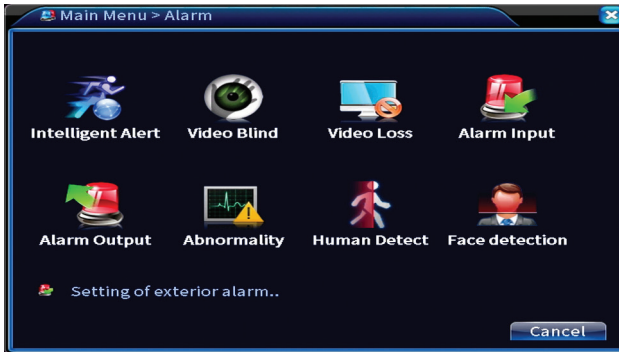 Main Menu > Alarm
Intelligent Alert Video Blind Video Loss Alarm Input
Alarm Output Abnormality Human Detect Face detection
Setting of exterior alarm..
Cancel